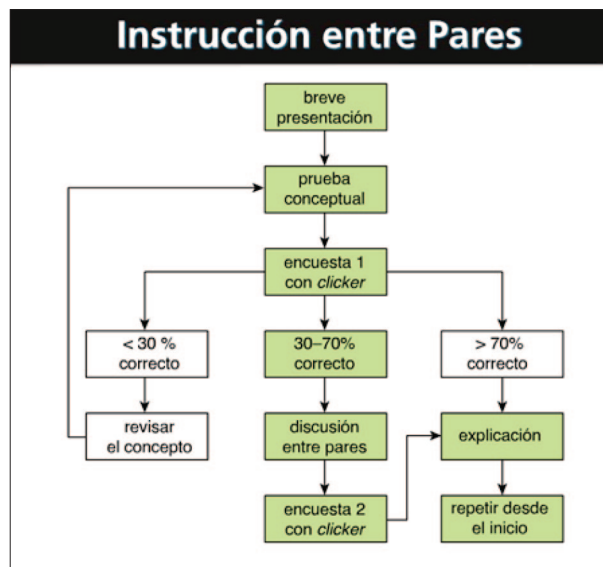 Instrucción entre Pares
breve
presentación
prueba
conceptual
encuesta 1
con clicker
< 30 %
correcto
30–70%
correcto
> 70%
correcto
revisar
el concepto
discusión
entre pares
explicación
encuesta 2
con clicker
repetir desde
el inicio